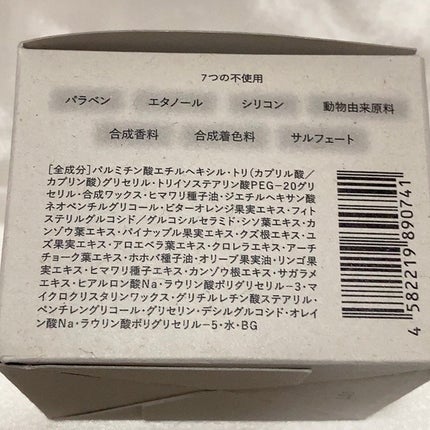 7つの不使用
パラベン エタノール シリコン 動物由来原料
合成香料 合成着色料 サルフェート
[全成分]パルミチン酸エチルヘキシル・トリ(カプリル酸/
カプリン酸)グリセリル・トリイソステアリン酸PEG-20グリ
セリル・合成ワックス・ヒマワリ種子油・ジエチルヘキサン酸
ネオペンチルグリコール・ビターオレンジ果実エキス・フィト
ステリルグルコシド/グルコシルセラミド・シソ葉エキス・カ
ンゾウ葉エキス・パイナップル果実エキス・クズ根エキス・ユ
ズ果実エキス・アロエベラ葉エキス・クロレラエキス・アーチ
チョーク葉エキス・ホホバ種子油・オリーブ果実油・リンゴ果
実エキス・ヒマワリ種子エキス・カンゾウ根エキス・サガラメ
エキス・ヒアルロン酸Na・ラウリン酸ポリグリセリル-3・マ
イクロクリスタリンワックス・グリチルレチン酸ステアリル・
ペンチレングリコール・グリセリン・デシルグルコシド・オレイ
ン酸Na・ラウリン酸ポリグリセリル-5・水・BG
4582219890741